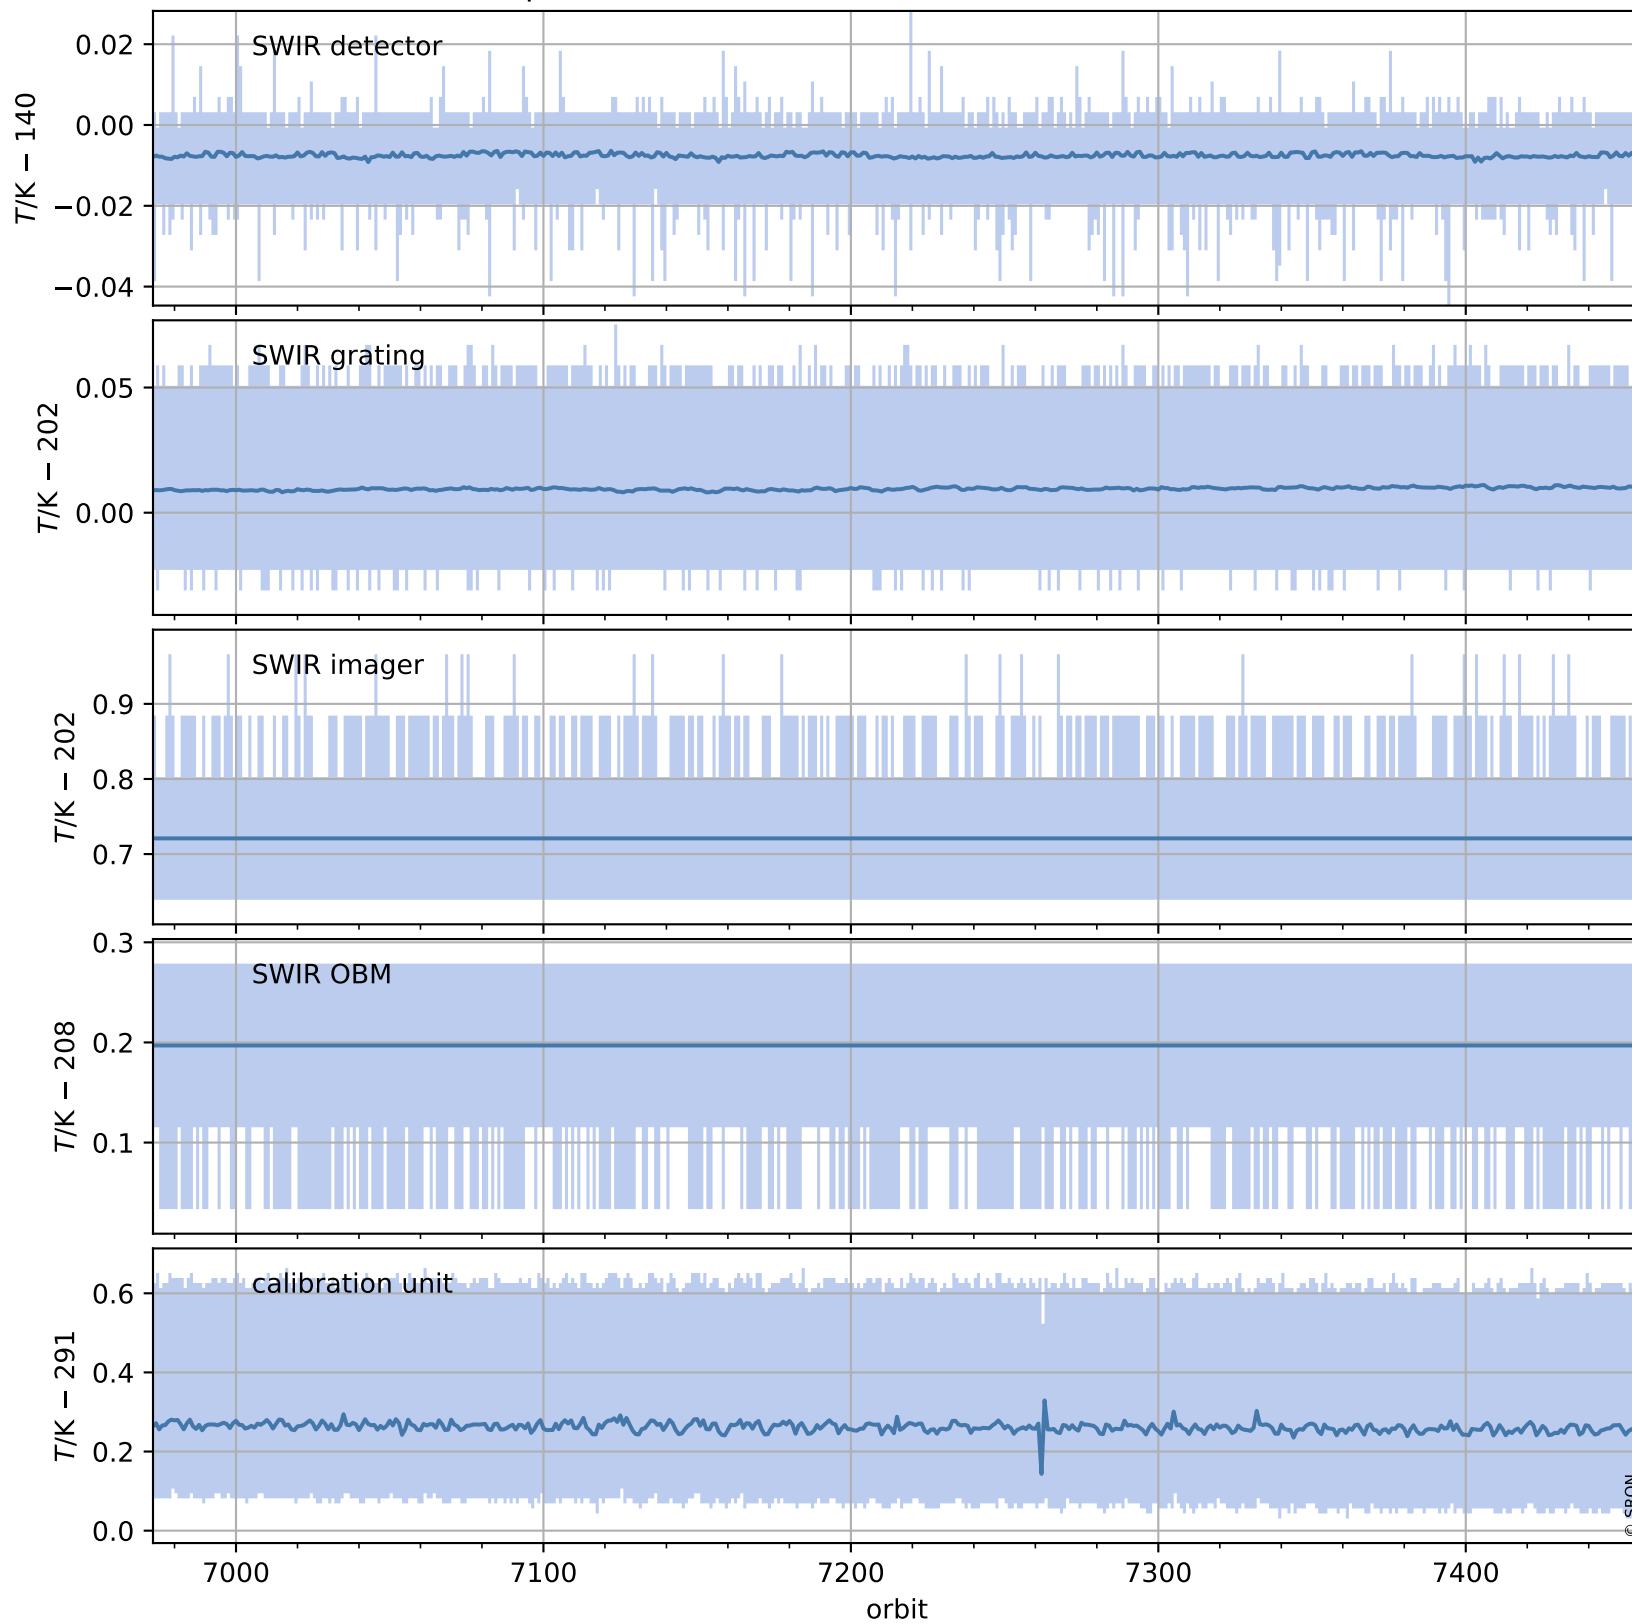 SWIR detector
0.02
0.00
−0.02
−0.04
T/K − 140
SWIR grating
0.05
0.00
T/K − 202
SWIR imager
0.9
0.8
0.7
T/K − 202
SWIR OBM
0.3
0.2
0.1
T/K − 208
calibration unit
0.6
0.4
0.2
0.0
T/K − 291
© SRON
7000 7100 7200 7300 7400
orbit